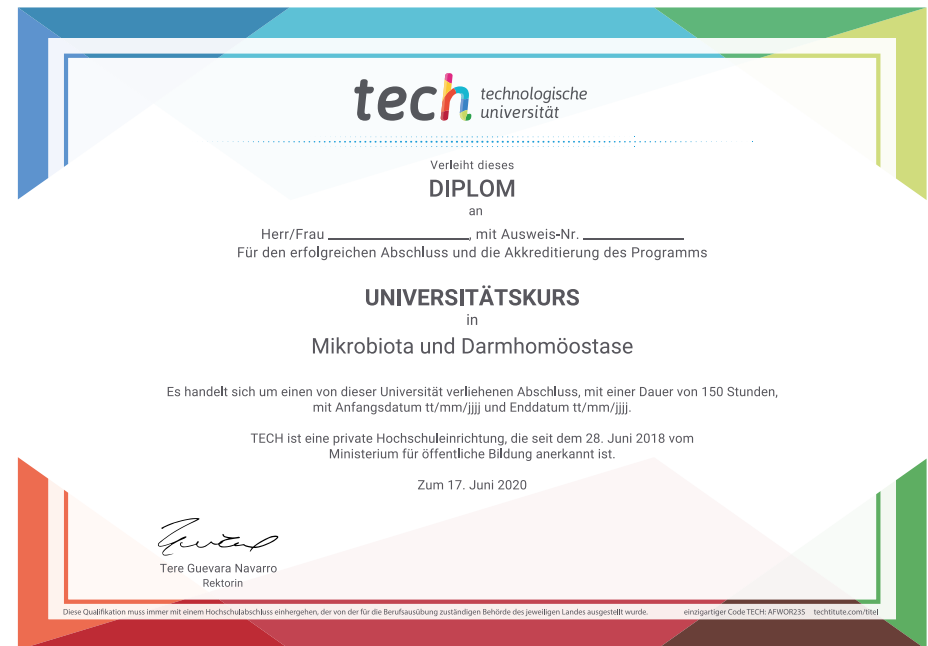 tech technologische
universität
Verleiht dieses
DIPLOM
an
Herr/Frau ____________________, mit Ausweis-Nr. ______________
Für den erfolgreichen Abschluss und die Akkreditierung des Programms
UNIVERSITÄTSKURS
in
Mikrobiota und Darmhomöostase
Es handelt sich um einen von dieser Universität verliehenen Abschluss, mit einer Dauer von 150 Stunden,
mit Anfangsdatum tt/mm/jjjj und Enddatum tt/mm/jjjj.
TECH ist eine private Hochschuleinrichtung, die seit dem 28. Juni 2018 vom
Ministerium für öffentliche Bildung anerkannt ist.
Zum 17. Juni 2020
Tere Guevara Navarro
Rektorin
Diese Qualifikation muss immer mit einem Hochschulabschluss einhergehen, der von der für die Berufsausübung zuständigen Behörde des jeweiligen Landes ausgestellt wurde. einzigartiger Code TECH: AFWOR235 techtitute.com/titel